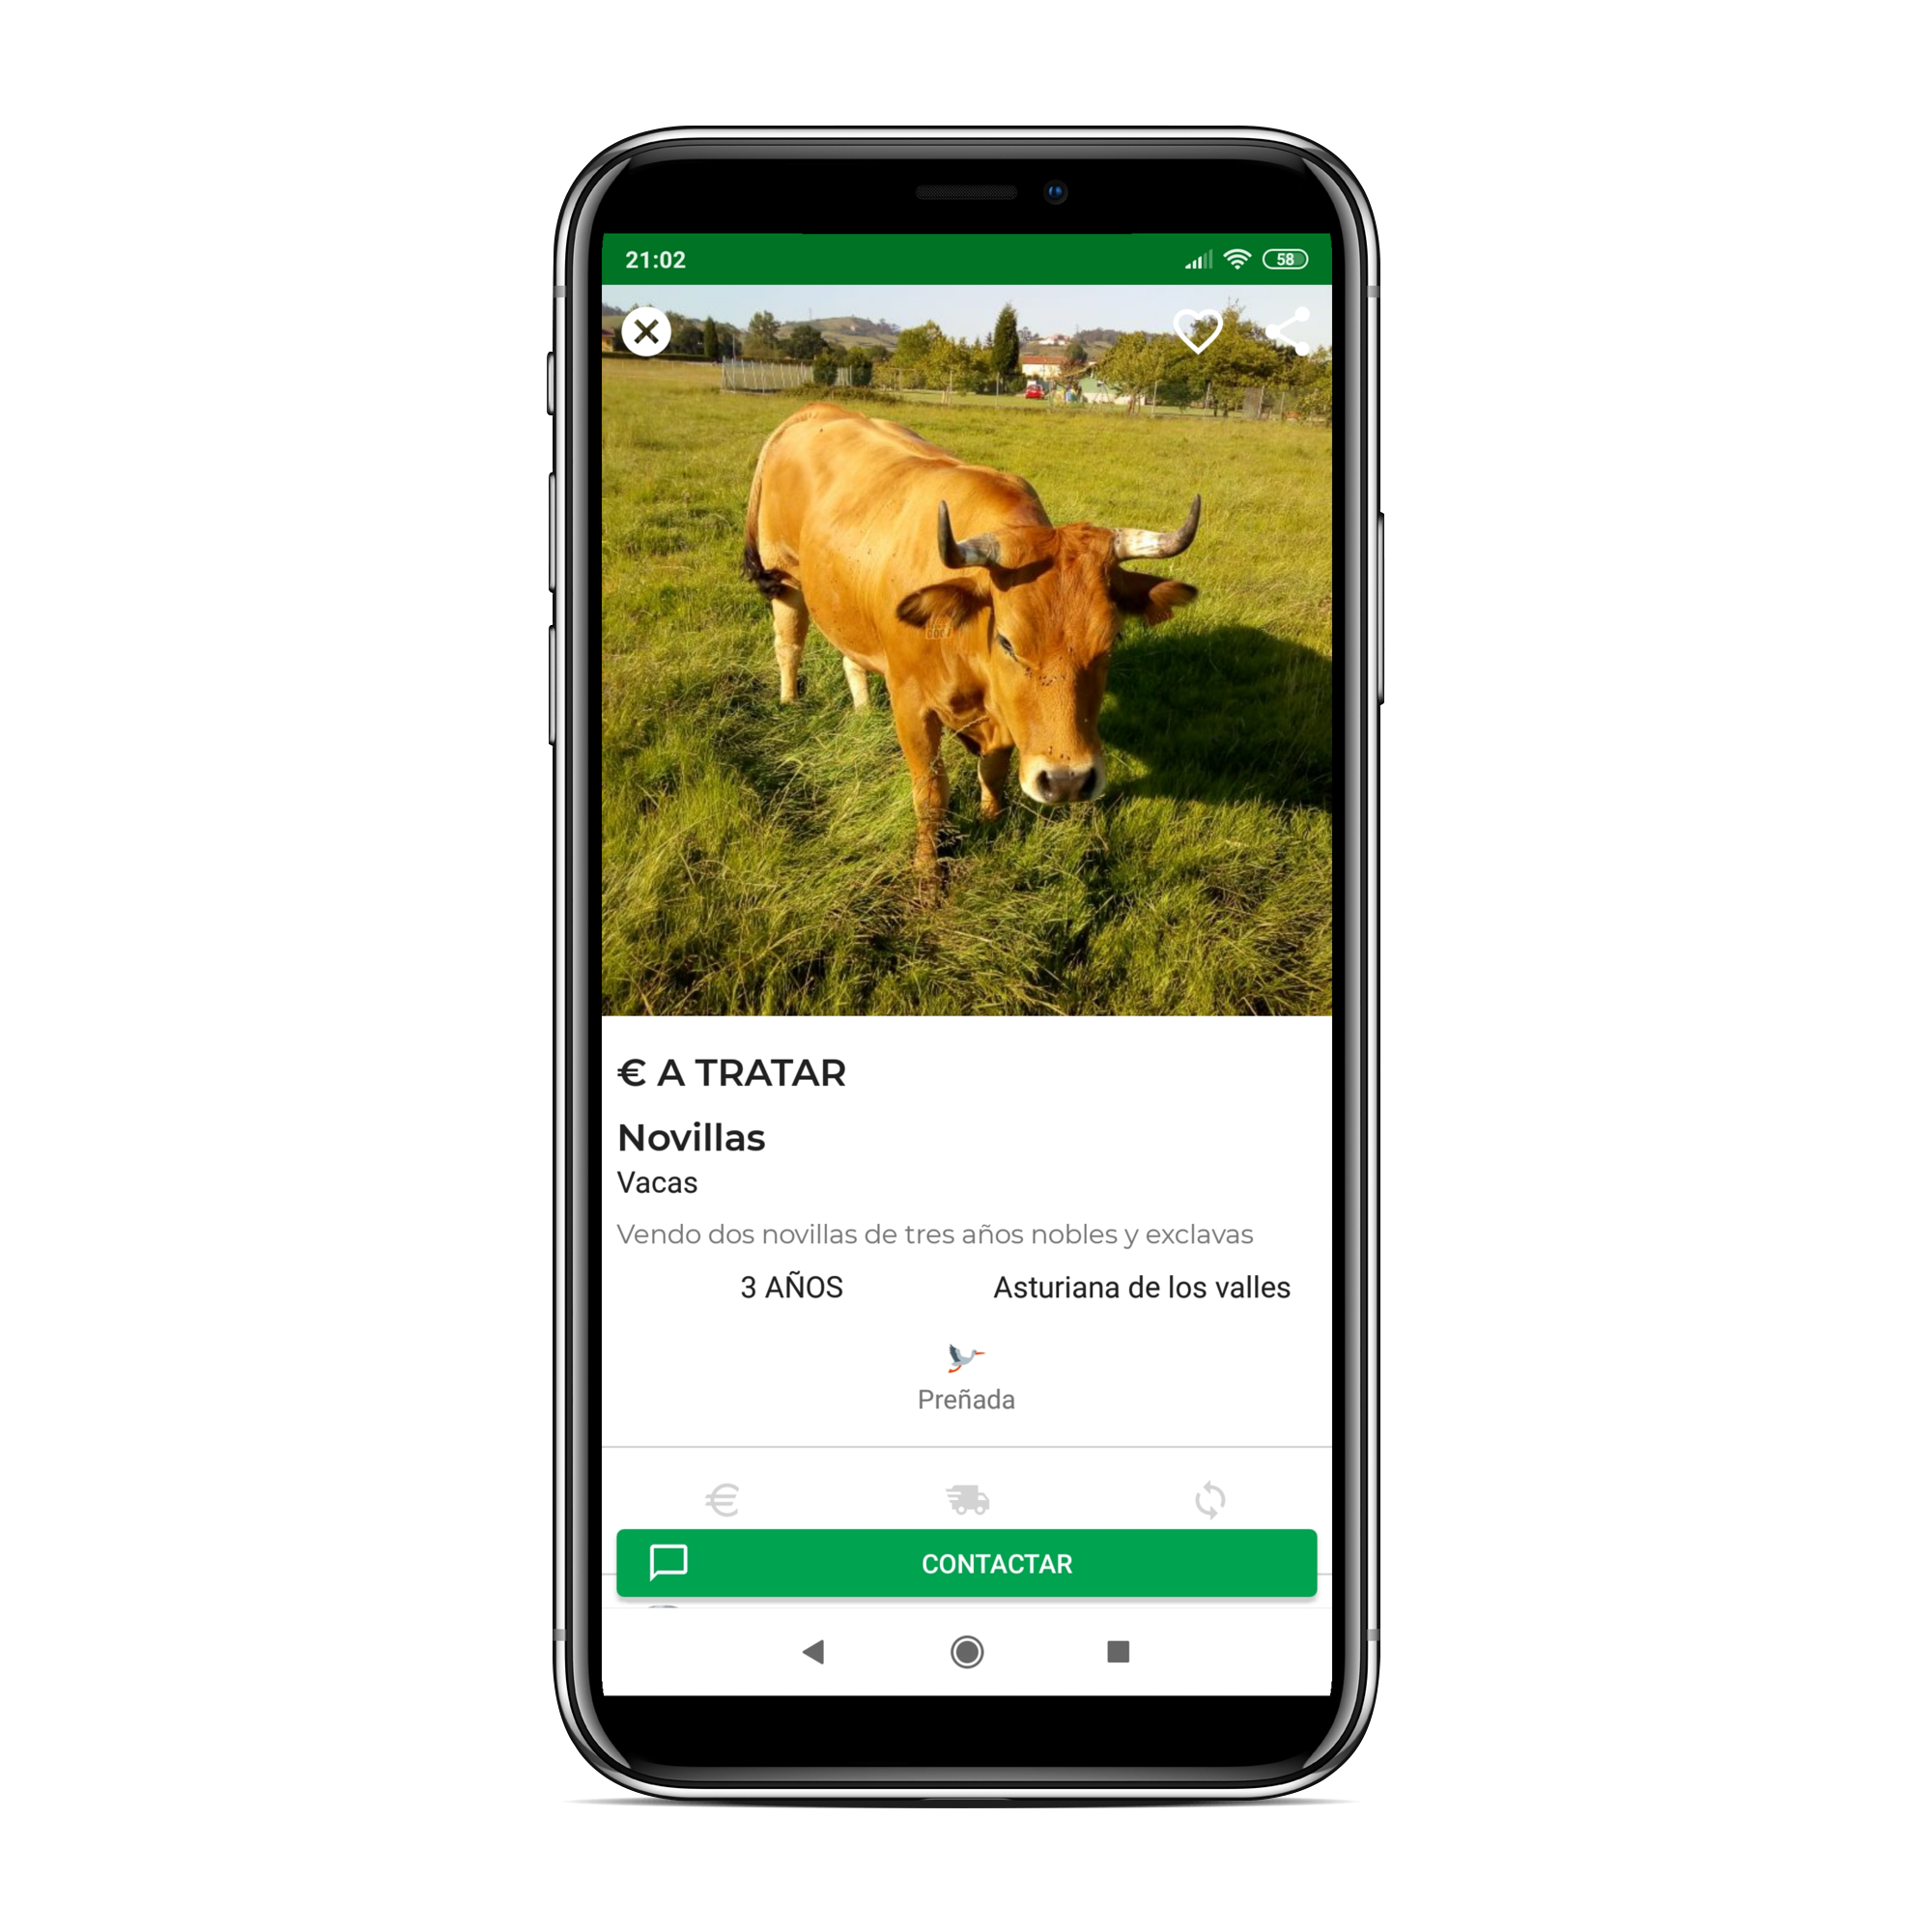 21:02
58
€ A TRATAR
Novillas
Vacas
Vendo dos novillas de tres años nobles y exclavas
3 AÑOS
Asturiana de los valles
Preñada
€
CONTACTAR